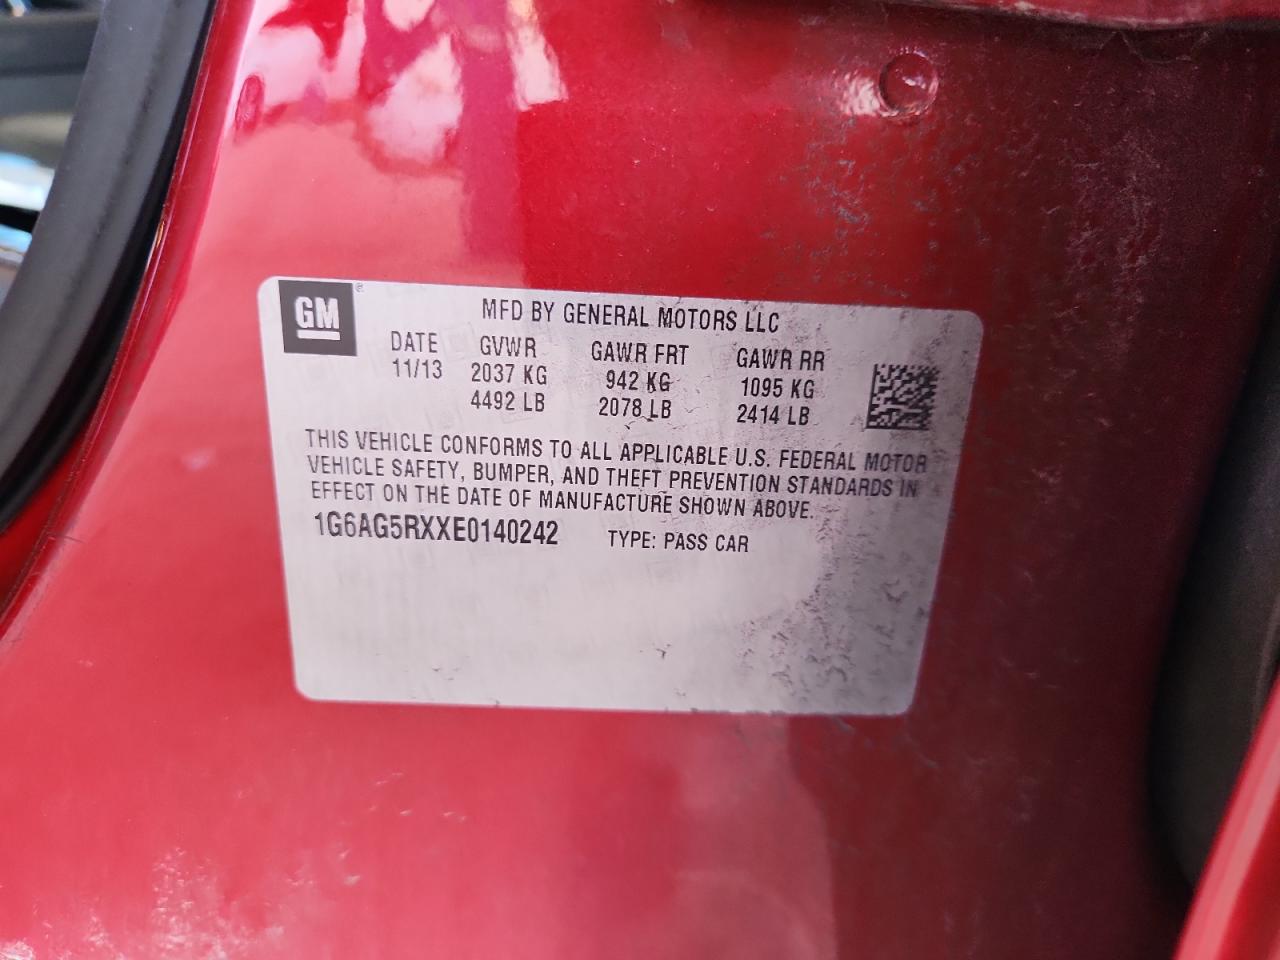 GM®
MFD BY GENERAL MOTORS LLC
DATE GVWR GAWR FRT GAWR RR
11/13 2037 KG 942 KG 1095 KG
4492 LB 2078 LB 2414 LB
THIS VEHICLE CONFORMS TO ALL APPLICABLE U.S. FEDERAL MOTOR
VEHICLE SAFETY, BUMPER, AND THEFT PREVENTION STANDARDS IN
EFFECT ON THE DATE OF MANUFACTURE SHOWN ABOVE.
1G6AG5RXXE0140242 TYPE: PASS CAR